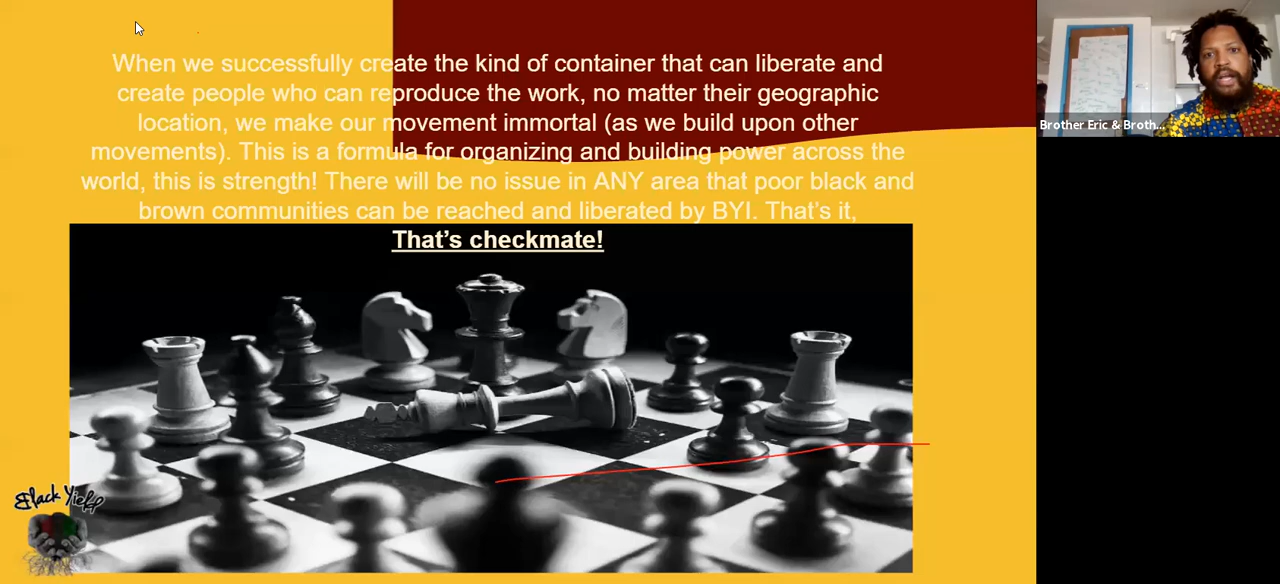 When we successfully create the kind of container that can liberate and
create people who can reproduce the work, no matter their geographic
location, we make our movement immortal (as we build upon other
movements). This is a formula for organizing and building power across the
world, this is strength! There will be no issue in ANY area that poor black and
brown communities can be reached and liberated by BYI. That’s it,
That’s checkmate!
Brother Eric & Broth...
Black Yield